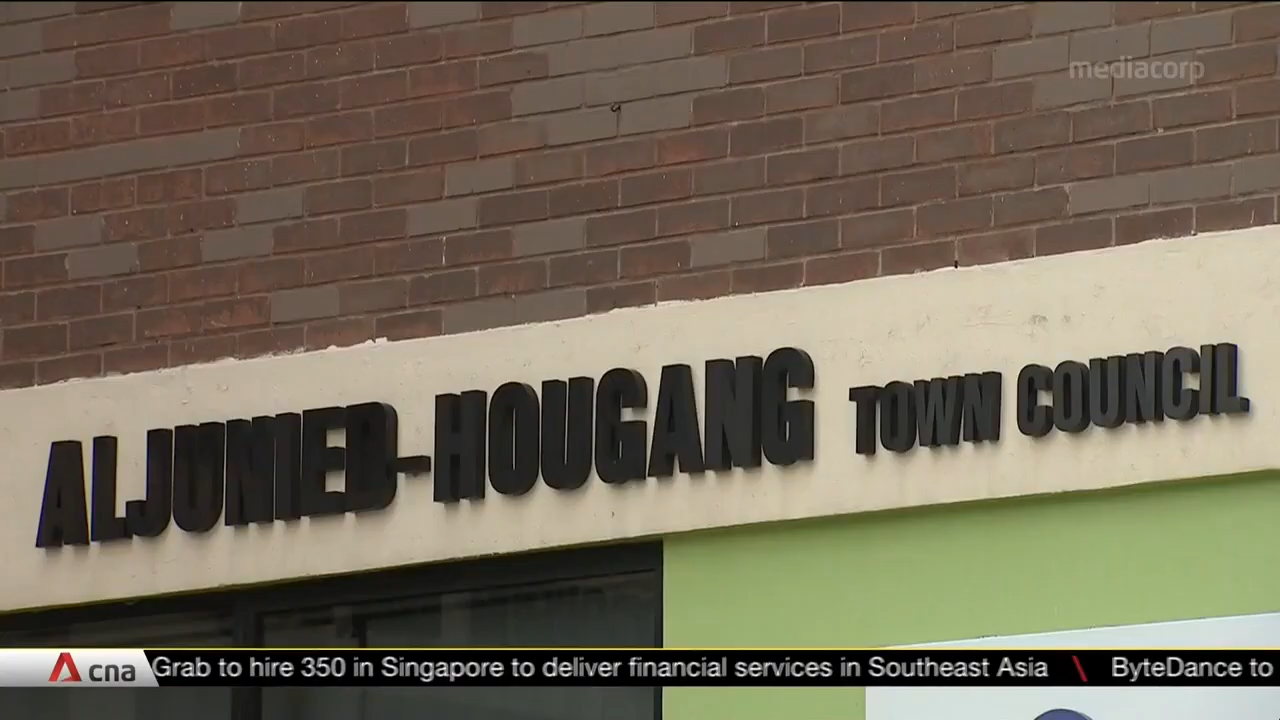 mediacorp
ALJUNIED-HOUGANG TOWN COUNCIL
cna Grab to hire 350 in Singapore to deliver financial services in Southeast Asia \ ByteDance to